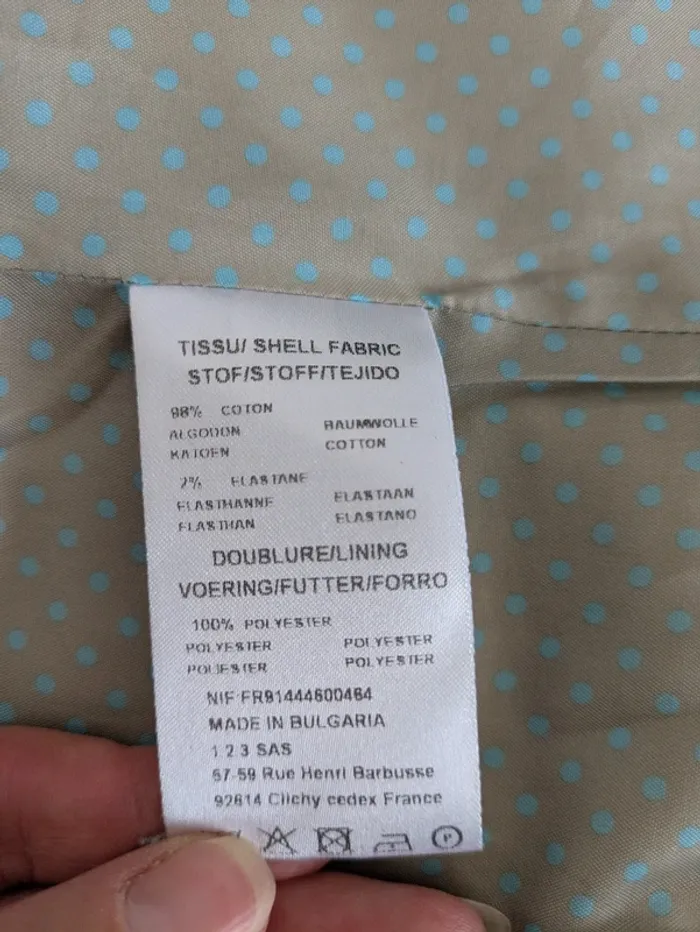 TISSU/ SHELL FABRIC
STOF/STOFF/TEJIDO
98% COTON
ALGODON BAUMWOLLE
KATOEN COTTON
2% ELASTANE
ELASTHANNE ELASTAAN
ELASTHAN ELASTANO
DOUBLURE/LINING
VOERING/FUTTER/FORRO
100% POLYESTER
POLYESTER POLYESTER
POLIESTER POLYESTER
NIF FR91444600464
MADE IN BULGARIA
1 2 3 SAS
57-59 Rue Henri Barbusse
92614 Clichy cedex France
P